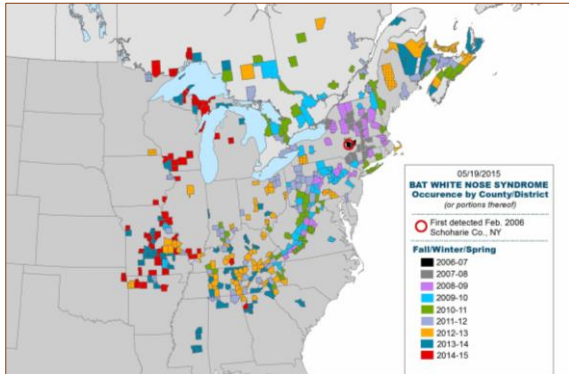 05/19/2015
BAT WHITE NOSE SYNDROME
Occurence by County/District
(or portions thereof)
First detected Feb. 2006
Schoharie Co., NY
Fall/Winter/Spring
2006-07
2007-08
2008-09
2009-10
2010-11
2011-12
2012-13
2013-14
2014-15